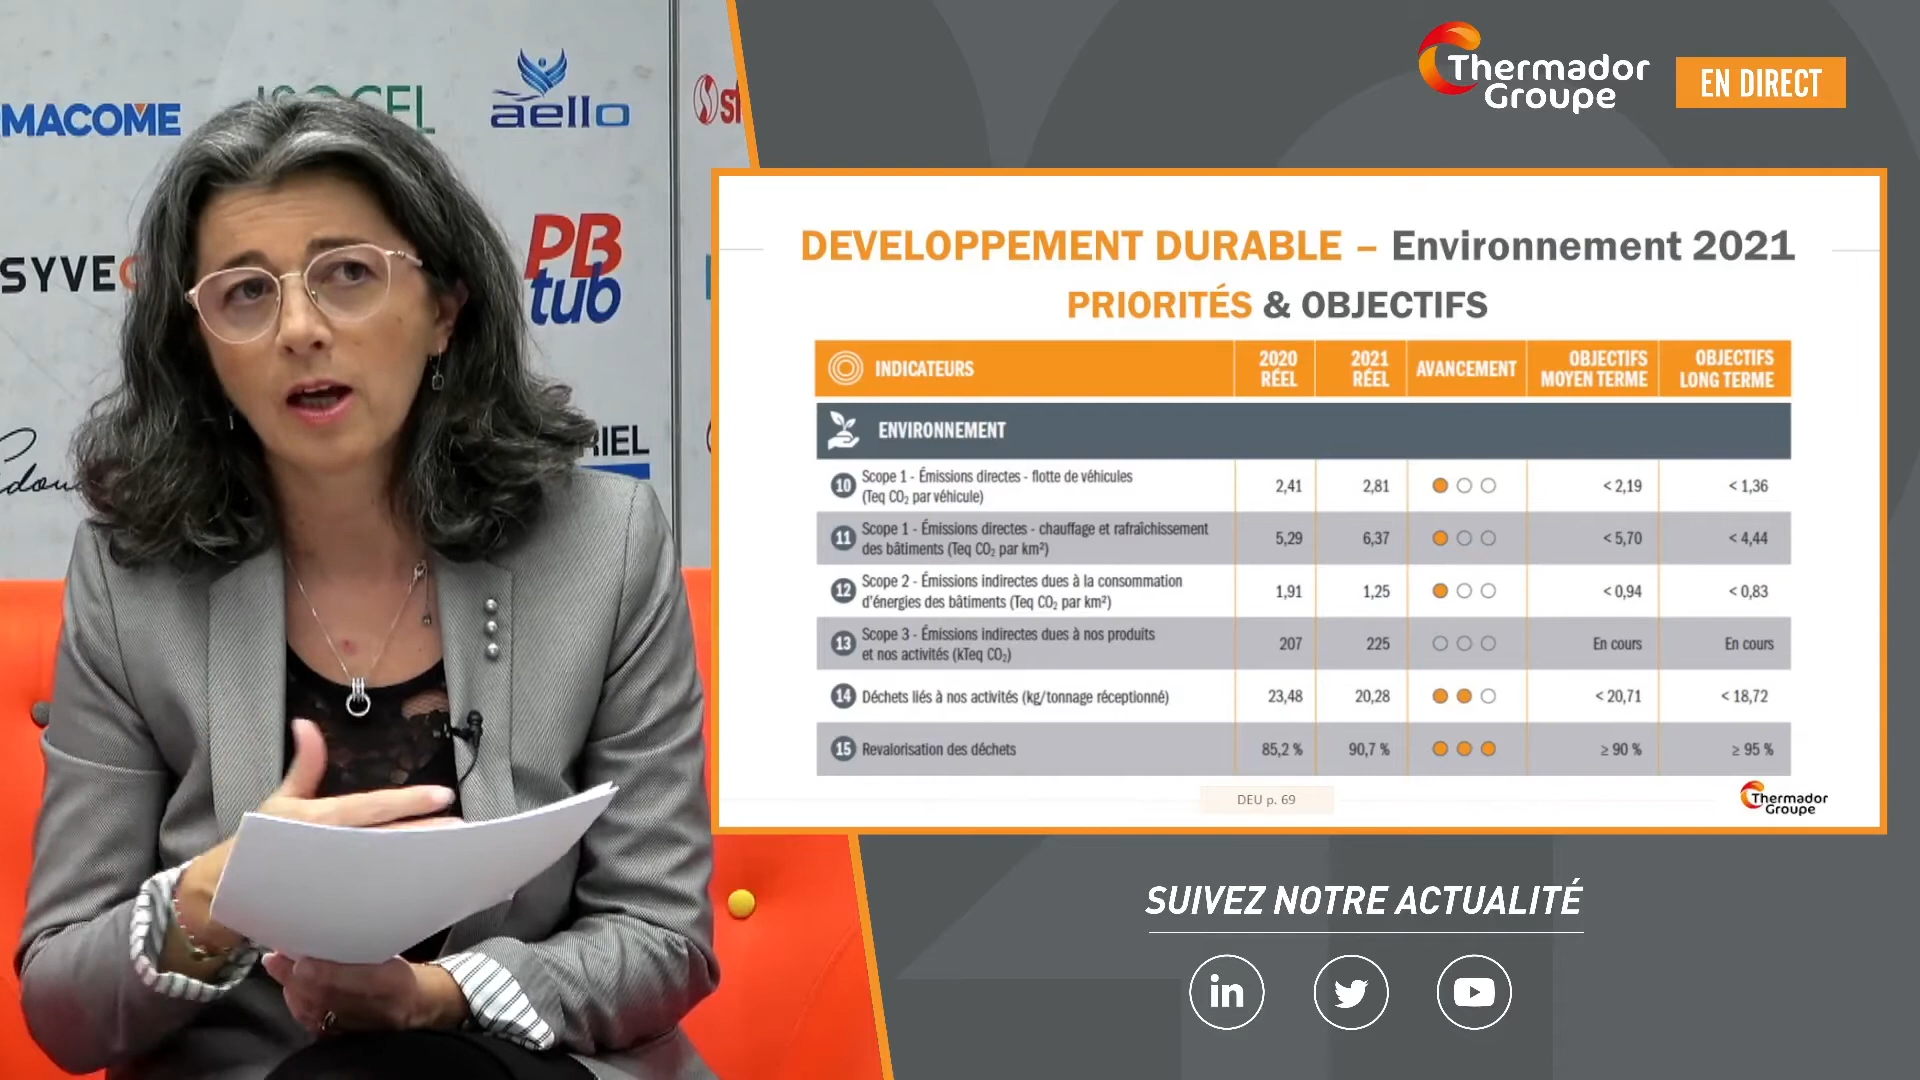 MACOME
aello
SYVE
PB
tub
RIEL
Thermador
Groupe
EN DIRECT
DEVELOPPEMENT DURABLE – Environnement 2021
PRIORITÉS & OBJECTIFS
INDICATEURS
2020
RÉEL
2021
RÉEL
AVANCEMENT
OBJECTIFS
MOYEN TERME
OBJECTIFS
LONG TERME
ENVIRONNEMENT
10 Scope 1 - Émissions directes - flotte de véhicules
(Teq CO₂ par véhicule)
2,41 2,81 < 2,19 < 1,36
11 Scope 1 - Émissions directes - chauffage et rafraîchissement
des bâtiments (Teq CO₂ par km²)
5,29 6,37 < 5,70 < 4,44
12 Scope 2 - Émissions indirectes dues à la consommation
d'énergies des bâtiments (Teq CO₂ par km²)
1,91 1,25 <0,94 <0,83
13 Scope 3 - Émissions indirectes dues à nos produits
et nos activités (kTeq CO₂)
207 225 En cours En cours
14 Déchets liés à nos activités (kg/tonnage réceptionné) 23,48 20,28 < 20,71 < 18,72
15 Revalorisation des déchets 85,2 % 90,7 % ≥ 90 % ≥ 95 %
DEU p. 69
Thermador
Groupe
SUIVEZ NOTRE ACTUALITÉ
in